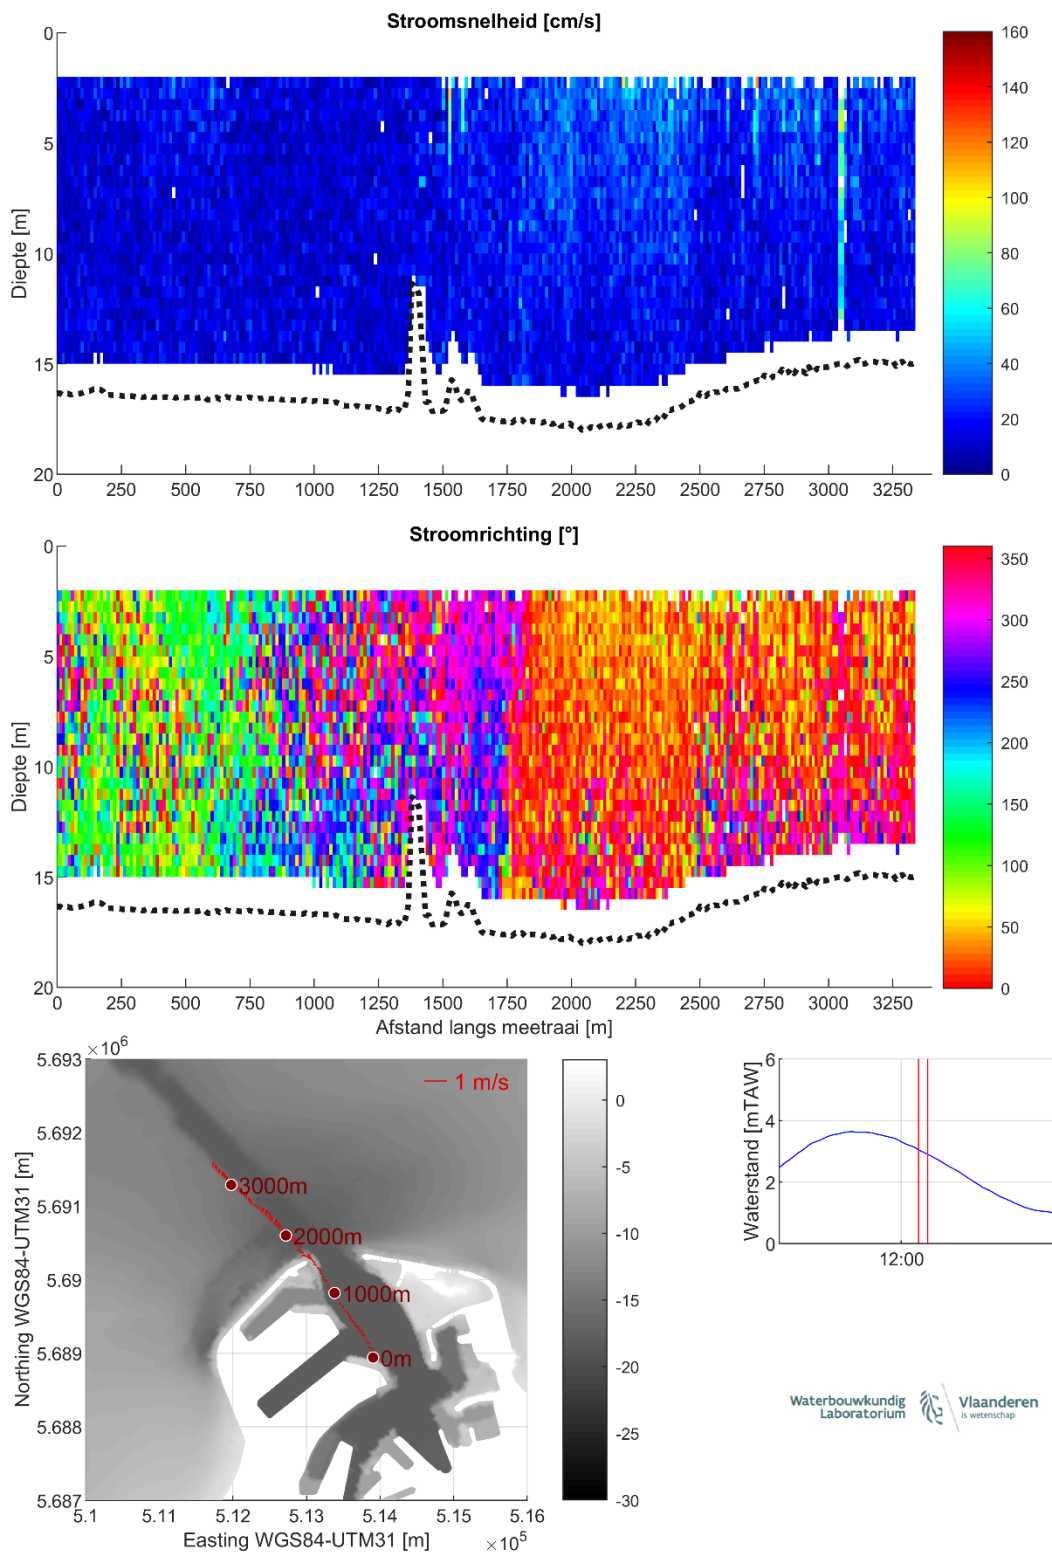 Stroomsnelheid [cm/s]
0
5
10
15
20
Diepte [m]
0 250 500 750 1000 1250 1500 1750 2000 2250 2500 2750 3000 3250
160
140
120
100
80
60
40
20
0
Stroomrichting [°]
0
5
10
15
20
Diepte [m]
0 250 500 750 1000 1250 1500 1750 2000 2250 2500 2750 3000 3250
Afstand langs meetraai [m]
350
300
250
200
150
100
50
0
×10⁶
5.693
5.692
5.691
5.69
5.689
5.688
5.687
Northing WGS84-UTM31 [m]
1 m/s
3000m
2000m
1000m
0m
5.1 5.11 5.12 5.13 5.14 5.15 5.16
Easting WGS84-UTM31 [m]
×10⁵
0
-5
-10
-15
-20
-25
-30
6
4
2
0
Waterstand [mTAW]
12:00
Waterbouwkundig
Laboratorium
Vlaanderen
is wetenschap